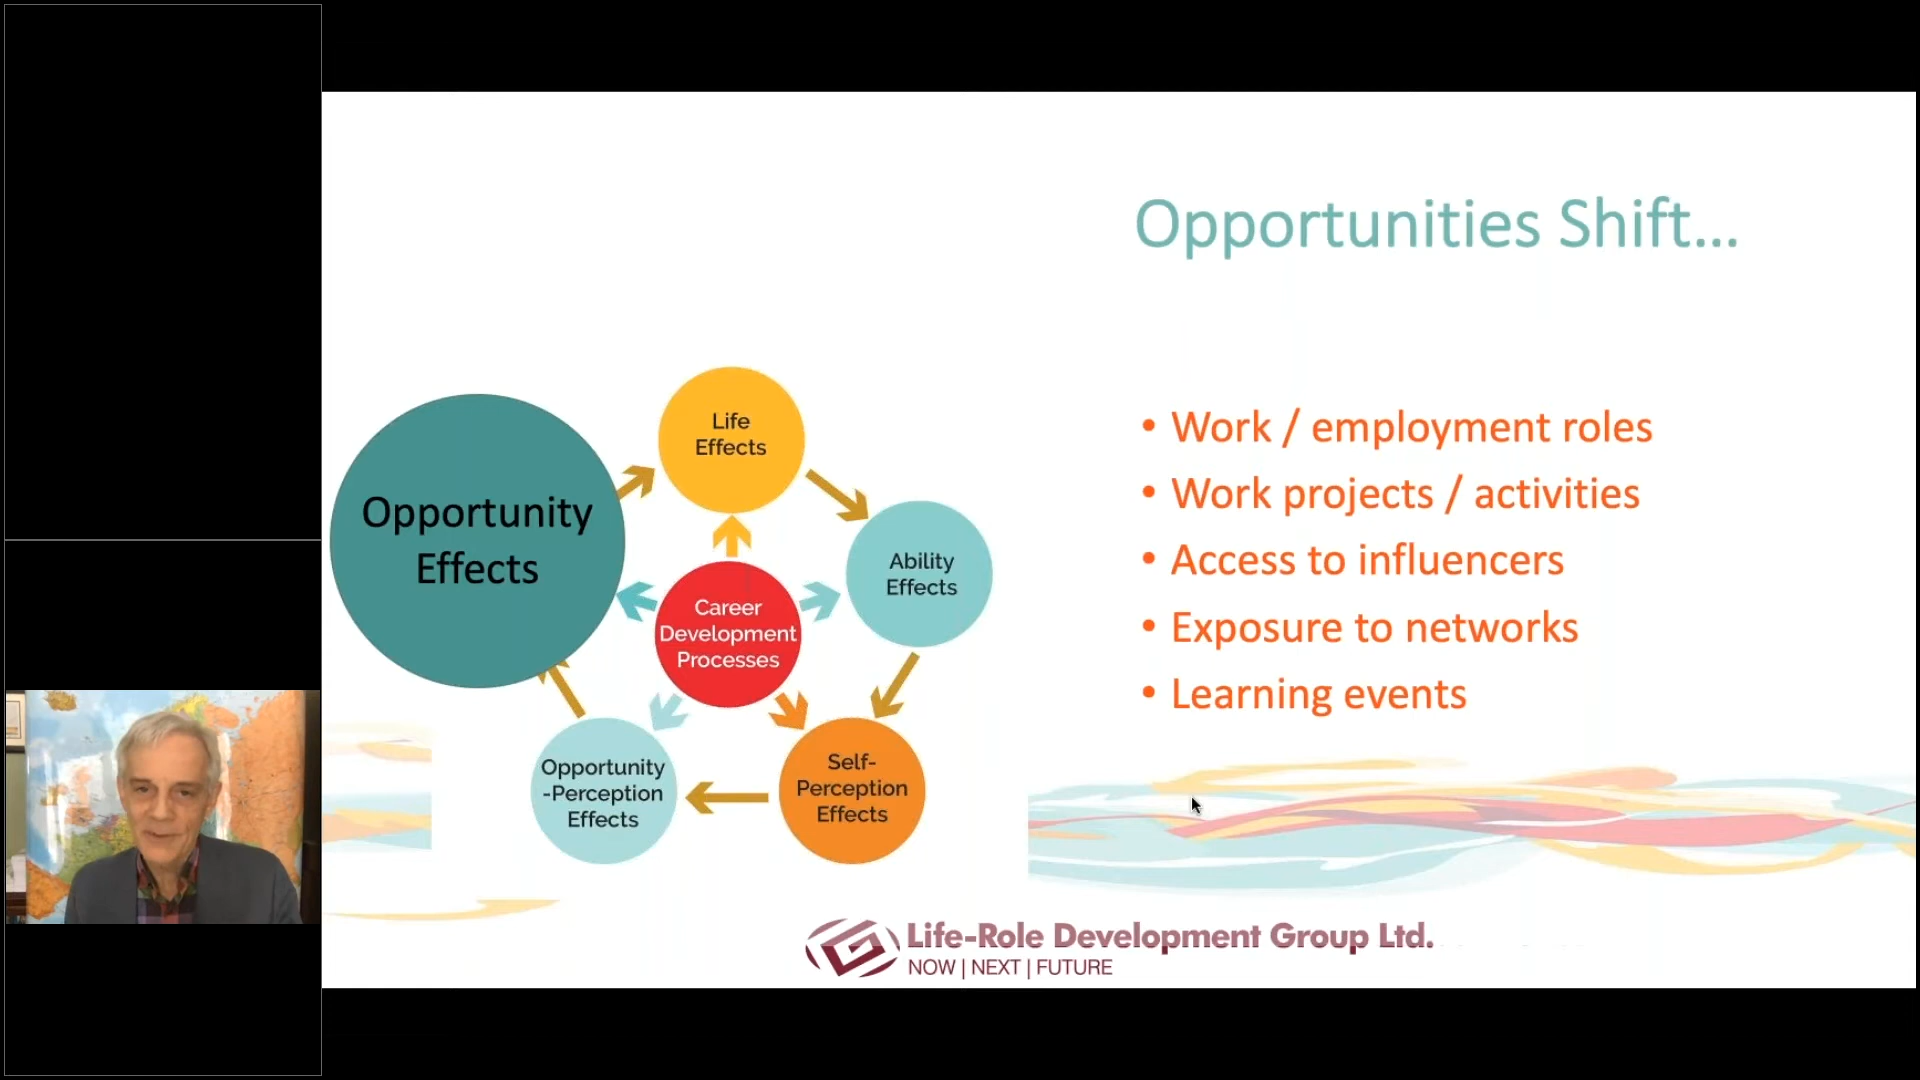 Opportunities Shift...
Life
Effects
Opportunity
Effects
Ability
Effects
Career
Development
Processes
Opportunity
-Perception
Effects
Self-
Perception
Effects
• Work / employment roles
• Work projects / activities
• Access to influencers
• Exposure to networks
• Learning events
Life-Role Development Group Ltd.
NOW | NEXT | FUTURE